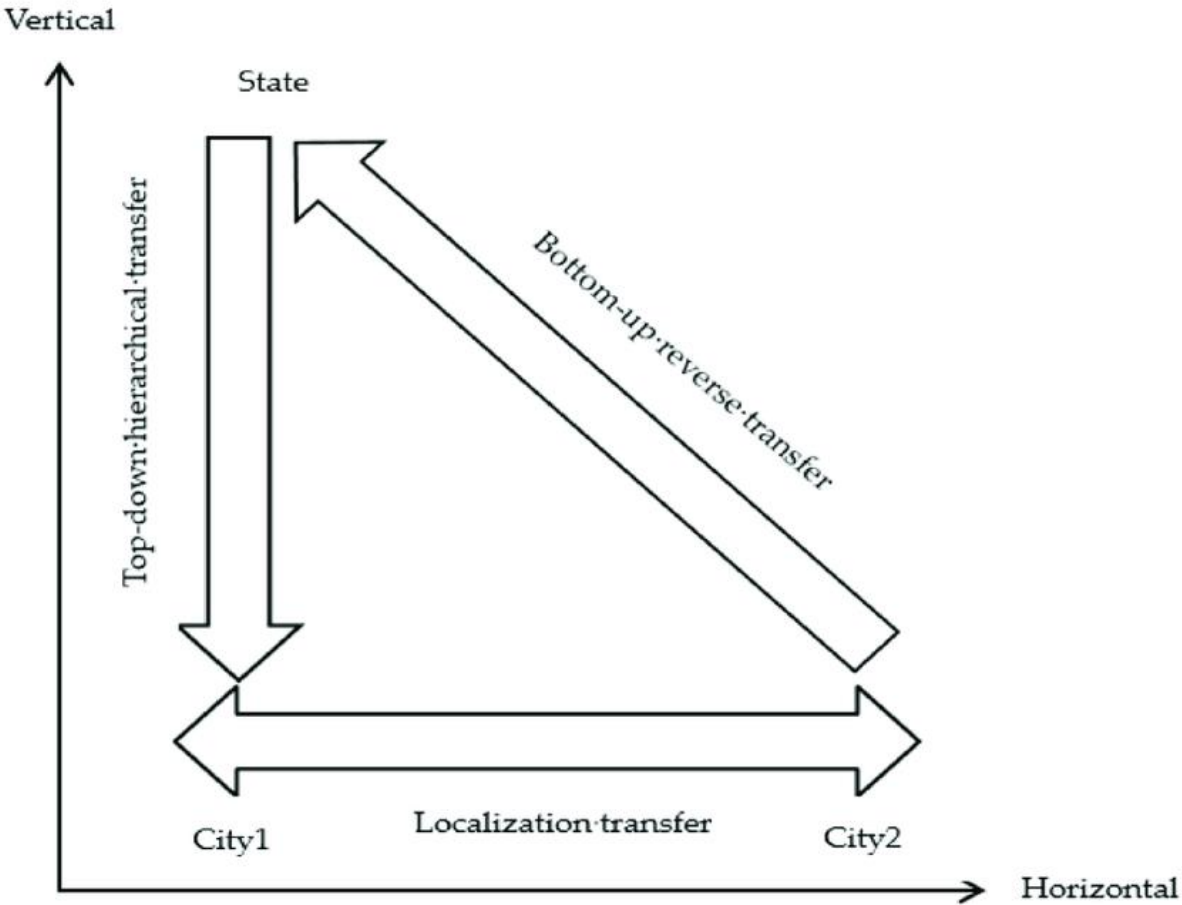 Vertical
State
Top-down·hierarchical·transfer
Bottom-up·reverse·transfer
Localization·transfer
City1
City2
Horizontal